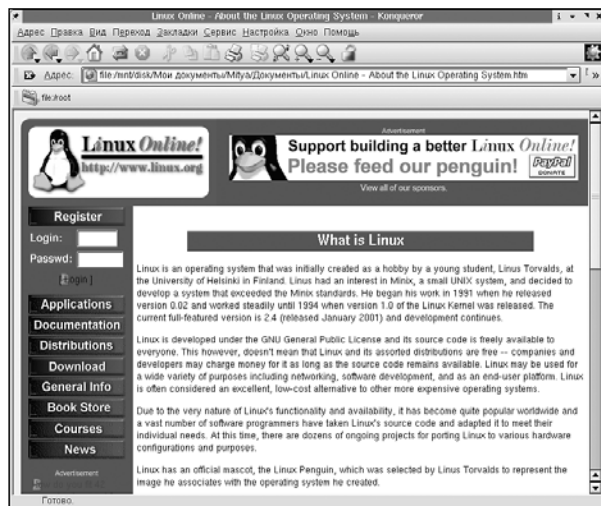 Linux Online - About the Linux Operating System - Konqueror
Адрес Правка Вид Переход Закладки Сервис Настройка Окно Помощь
Адрес: file:/mnt/disk/Мои документы/Mitya/Документы/Linux Online - About the Linux Operating System.htm
file:/root
Linux Online!
http://www.linux.org
Advertisement
Support building a better Linux Online!
Please feed our penguin!
PayPal
DONATE
View all of our sponsors.
Register
Login:
Passwd:
[Login]
Applications
Documentation
Distributions
Download
General Info
Book Store
Courses
News
Advertisement
What is Linux
Linux is an operating system that was initially created as a hobby by a young student, Linus Torvalds, at
the University of Helsinki in Finland. Linus had an interest in Minix, a small UNIX system, and decided to
develop a system that exceeded the Minix standards. He began his work in 1991 when he released
version 0.02 and worked steadily until 1994 when version 1.0 of the Linux Kernel was released. The
current full-featured version is 2.4 (released January 2001) and development continues.
Linux is developed under the GNU General Public License and its source code is freely available to
everyone. This however, doesn't mean that Linux and its assorted distributions are free -- companies and
developers may charge money for it as long as the source code remains available. Linux may be used for
a wide variety of purposes including networking, software development, and as an end-user platform. Linux
is often considered an excellent, low-cost alternative to other more expensive operating systems.
Due to the very nature of Linux's functionality and availability, it has become quite popular worldwide and
a vast number of software programmers have taken Linux's source code and adapted it to meet their
individual needs. At this time, there are dozens of ongoing projects for porting Linux to various hardware
configurations and purposes.
Linux has an official mascot, the Linux Penguin, which was selected by Linus Torvalds to represent the
image he associates with the operating system he created.
Готово.